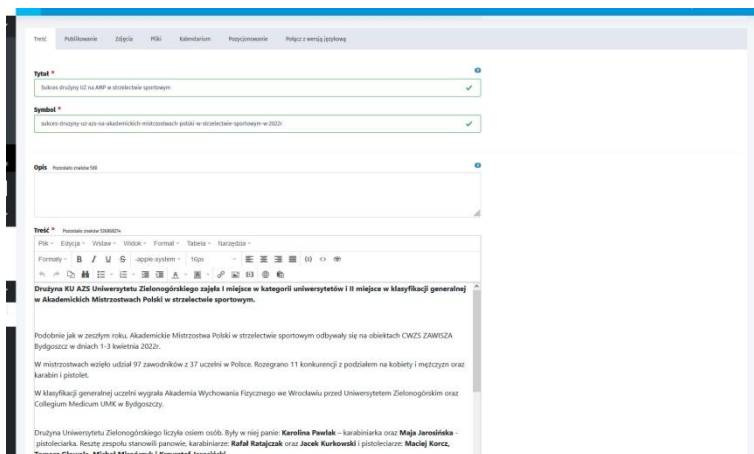 Treść Publikowanie Zdjęcia Pliki Kalendarium Pozycjonowanie Połącz z wersją językową
Tytuł *
Sukces drużyny UZ na AMP w strzelectwie sportowym
Symbol *
sukces-druzyny-uz-azs-na-akademickich-mistrzostwach-polski-w-strzelectwie-sportowym-w-2022r
Opis Pozostało znaków 500
Treść * Pozostało znaków
Plik Edycja Wstaw Widok Format Tabela Narzędzia
Formaty B I U S -apple-system 16px
Drużyna KU AZS Uniwersytetu Zielonogórskiego zajęła I miejsce w kategorii uniwersytetów i II miejsce w klasyfikacji generalnej
w Akademickich Mistrzostwach Polski w strzelectwie sportowym.
Podobnie jak w zeszłym roku, Akademickie Mistrzostwa Polski w strzelectwie sportowym odbywały się na obiektach CWZS ZAWISZA
Bydgoszcz w dniach 1-3 kwietnia 2022r.
W mistrzostwach wzięło udział 97 zawodników z 37 uczelni w Polsce. Rozegrano 11 konkurencji z podziałem na kobiety i mężczyzn oraz
karabin i pistolet.
W klasyfikacji generalnej uczelni wygrała Akademia Wychowania Fizycznego we Wrocławiu przed Uniwersytetem Zielonogórskim oraz
Collegium Medicum UMK w Bydgoszczy.
Drużyna Uniwersytetu Zielonogórskiego liczyła osiem osób. Były w niej panie: Karolina Pawlak – karabiniarka oraz Maja Jarosińska -
pistoleciarka. Resztę zespołu stanowili panowie, karabiniarze: Rafał Ratajczak oraz Jacek Kurkowski i pistoleciarze: Maciej Korcz,